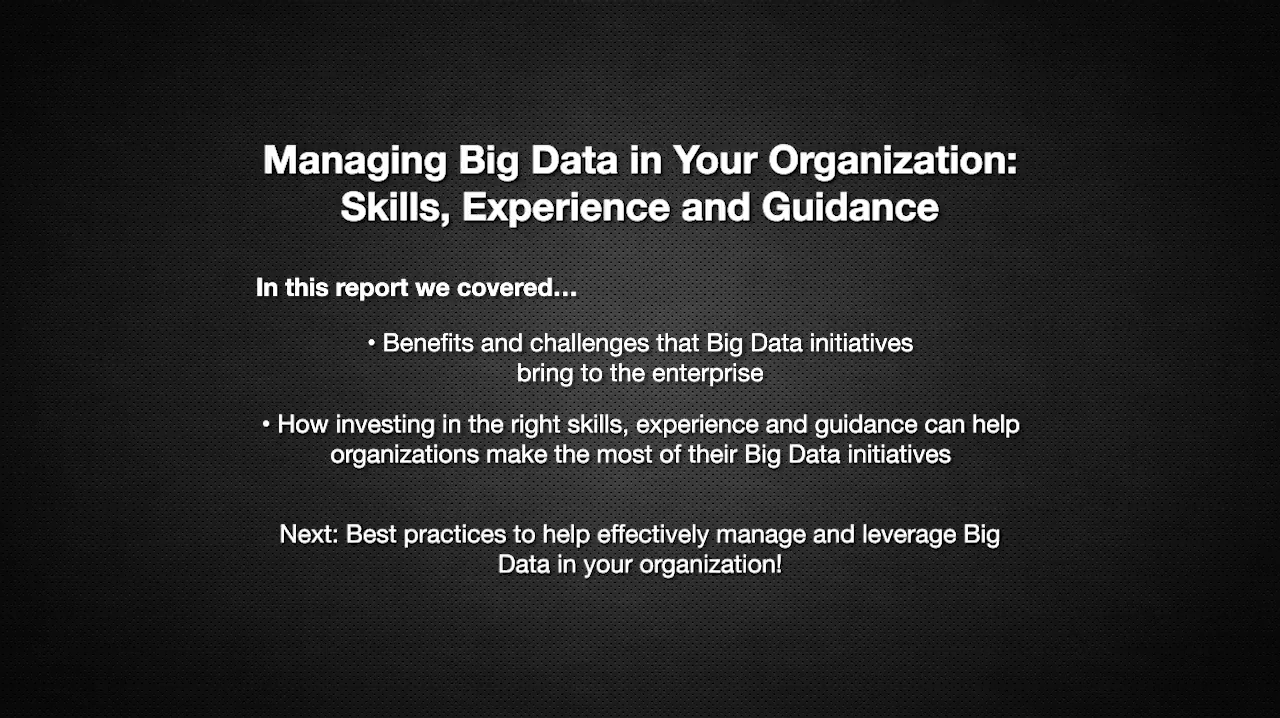 Managing Big Data in Your Organization:
Skills, Experience and Guidance
In this report we covered...
• Benefits and challenges that Big Data initiatives
bring to the enterprise
• How investing in the right skills, experience and guidance can help
organizations make the most of their Big Data initiatives
Next: Best practices to help effectively manage and leverage Big
Data in your organization!